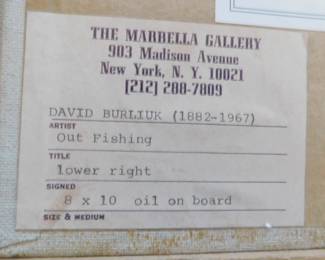 THE MARBELLA GALLERY
903 Madison Avenue
New York, N. Y. 10021
[212] 288-7809
DAVID BURLIUK (1882-1967)
ARTIST
Out Fishing
TITLE
lower right
SIGNED
8 x 10 oil on board
SIZE & MEDIUM